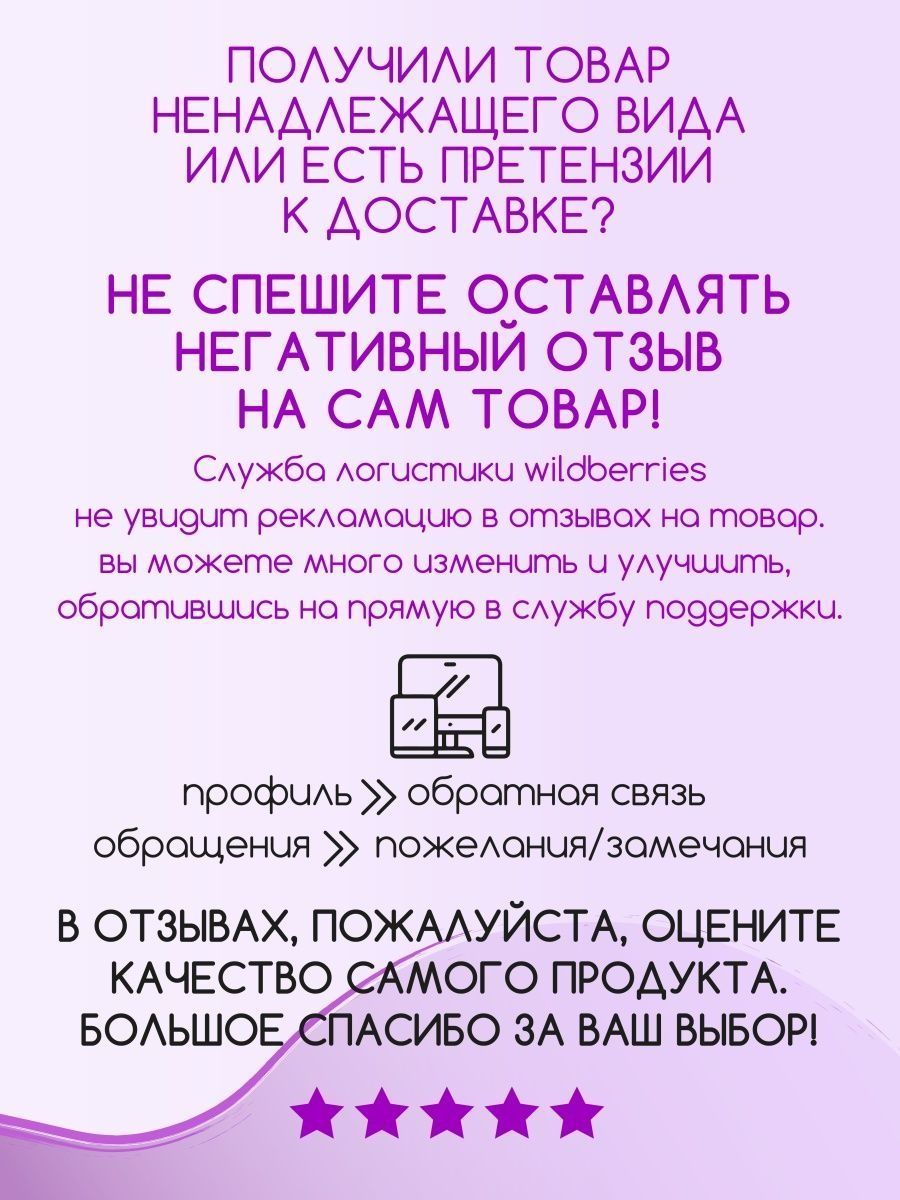 ПОЛУЧИЛИ ТОВАР
НЕНАДЛЕЖАЩЕГО ВИДА
ИЛИ ЕСТЬ ПРЕТЕНЗИИ
К ДОСТАВКЕ?
НЕ СПЕШИТЕ ОСТАВЛЯТЬ
НЕГАТИВНЫЙ ОТЗЫВ
НА САМ ТОВАР!
Служба логистики wildberries
не увидит рекламацию в отзывах на товар.
вы можете много изменить и улучшить,
обратившись на прямую в службу поддержки.
профиль >> обратная связь
обращения >> пожелания/замечания
В ОТЗЫВАХ, ПОЖАЛУЙСТА, ОЦЕНИТЕ
КАЧЕСТВО САМОГО ПРОДУКТА.
БОЛЬШОЕ СПАСИБО ЗА ВАШ ВЫБОР!